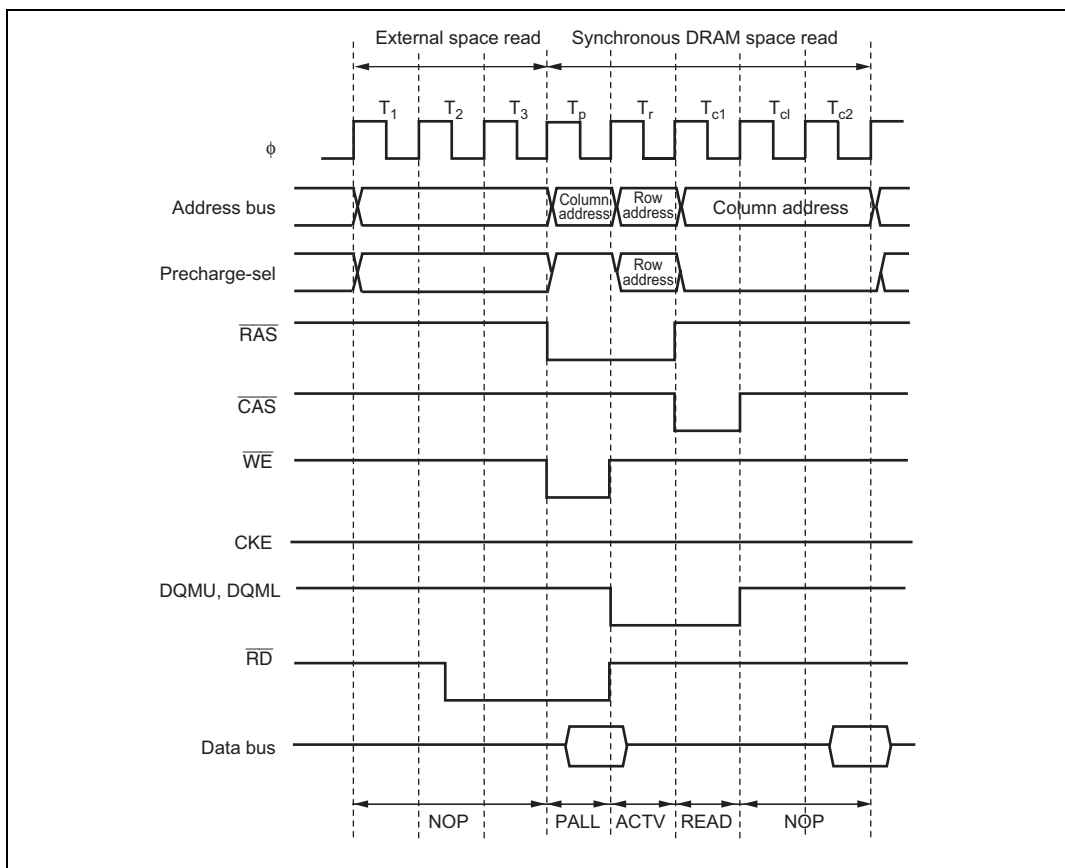 External space read Synchronous DRAM space read
T1 T2 T3 Tp Tr Tc1 Tcl Tc2
ϕ
Address bus
Column address
Row address
Column address
Precharge-sel
Row address
RAS
CAS
WE
CKE
DQMU, DQML
RD
Data bus
NOP PALL ACTV READ NOP